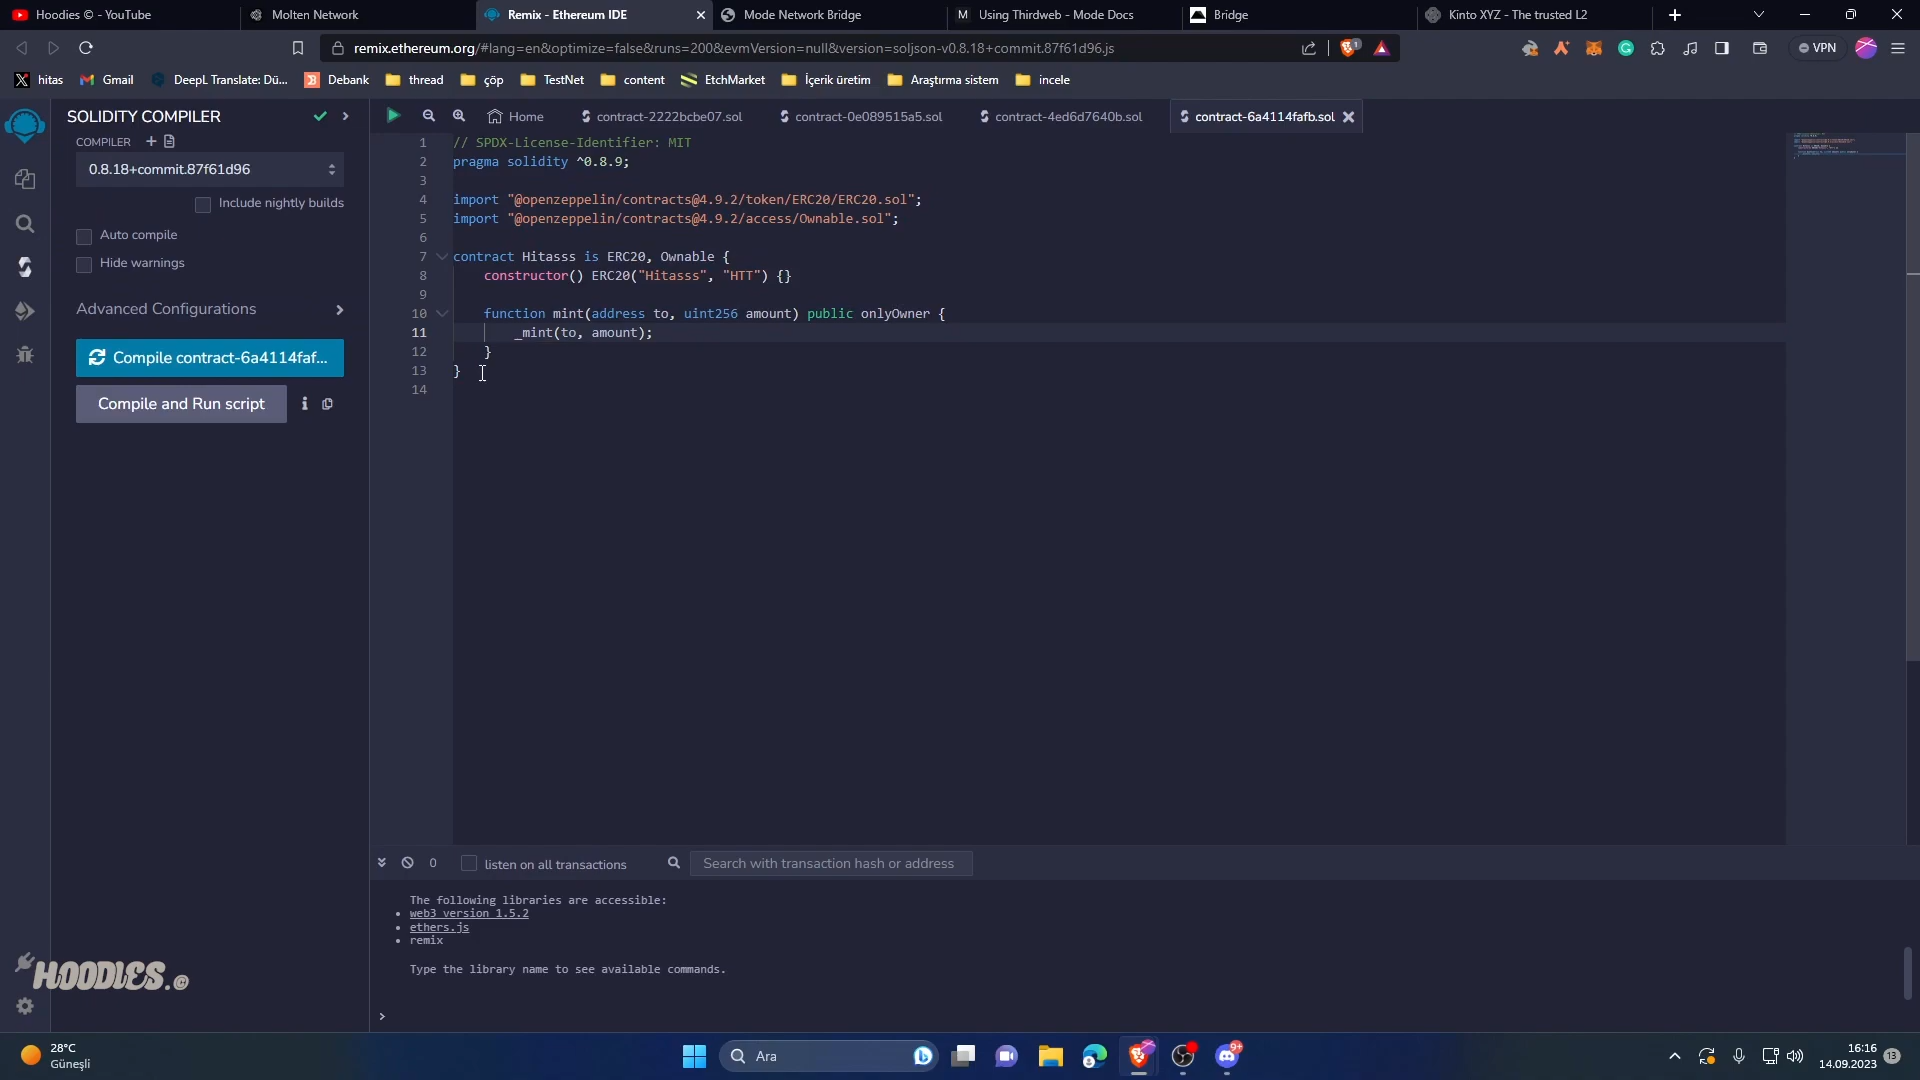 Hoodies © - YouTube
Molten Network
Remix - Ethereum IDE
Mode Network Bridge
M Using Thirdweb - Mode Docs
Bridge
Kinto XYZ - The trusted L2
remix.ethereum.org/#lang=en&optimize=false&runs=200&evmVersion=null&version=soljson-v0.8.18+commit.87f61d96.js
1
VPN
hitas
Gmail
DeepL Translate: Dü...
Debank
thread
çöp
TestNet
content
EtchMarket
İçerik üretim
Araştırma sistem
incele
SOLIDITY COMPILER
COMPILER
0.8.18+commit.87f61d96
Include nightly builds
Auto compile
Hide warnings
Advanced Configurations
Compile contract-6a4114faf...
Compile and Run script
Home
contract-2222bcbe07.sol
contract-0e089515a5.sol
contract-4ed6d7640b.sol
contract-6a4114fafb.sol
1 // SPDX-License-Identifier: MIT
2 pragma solidity ^0.8.9;
3
4 import "@openzeppelin/contracts@4.9.2/token/ERC20/ERC20.sol";
5 import "@openzeppelin/contracts@4.9.2/access/Ownable.sol";
6
7 contract Hitasss is ERC20, Ownable {
8 constructor() ERC20("Hitasss", "HTT") {}
9
10 function mint(address to, uint256 amount) public onlyOwner {
11 _mint(to, amount);
12 }
13 }
14
0
listen on all transactions
Search with transaction hash or address
The following libraries are accessible:
• web3 version 1.5.2
• ethers.js
• remix
Type the library name to see available commands.
>
HOODIES.©
28°C
Güneşli
Ara
9+
16:16
14.09.2023
13